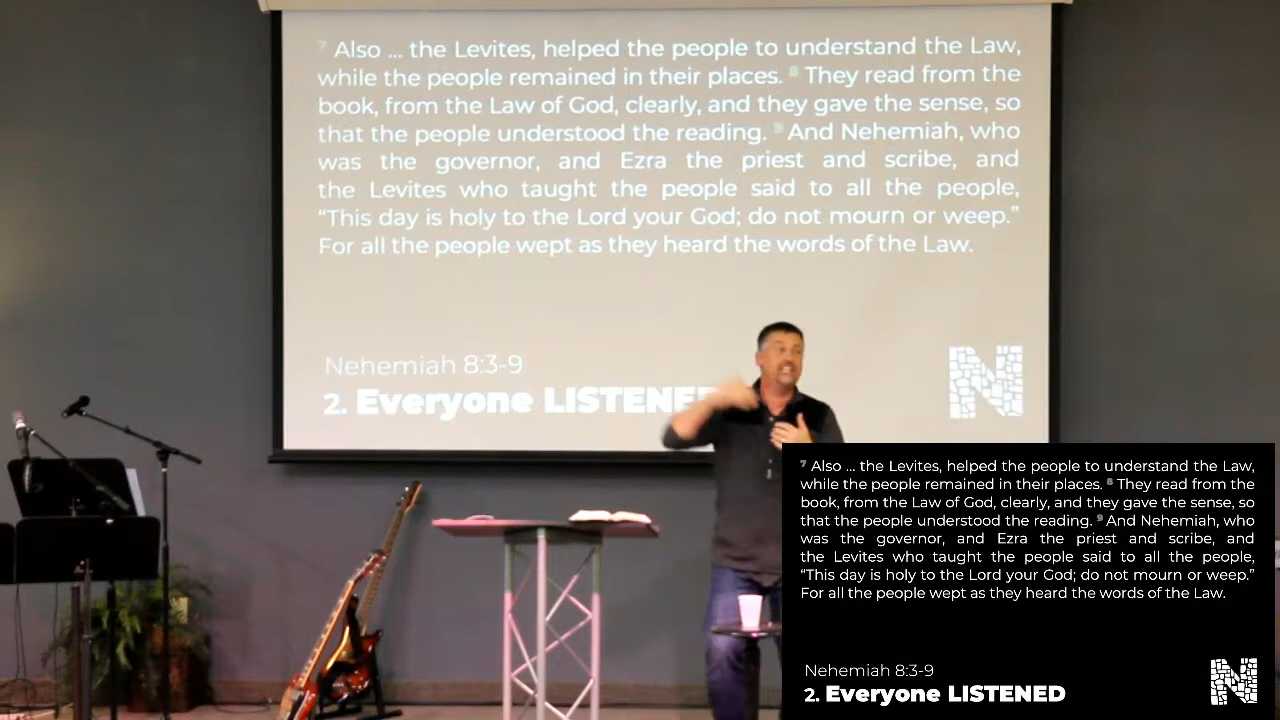 7 Also ... the Levites, helped the people to understand the Law,
while the people remained in their places. 8 They read from the
book, from the Law of God, clearly, and they gave the sense, so
that the people understood the reading. 9 And Nehemiah, who
was the governor, and Ezra the priest and scribe, and
the Levites who taught the people said to all the people,
“This day is holy to the Lord your God; do not mourn or weep.”
For all the people wept as they heard the words of the Law.
Nehemiah 8:3-9
2. Everyone LISTENE
N
7 Also ... the Levites, helped the people to understand the Law,
while the people remained in their places. 8 They read from the
book, from the Law of God, clearly, and they gave the sense, so
that the people understood the reading. 9 And Nehemiah, who
was the governor, and Ezra the priest and scribe, and
the Levites who taught the people said to all the people,
“This day is holy to the Lord your God; do not mourn or weep.”
For all the people wept as they heard the words of the Law.
Nehemiah 8:3-9
2. Everyone LISTENED
N